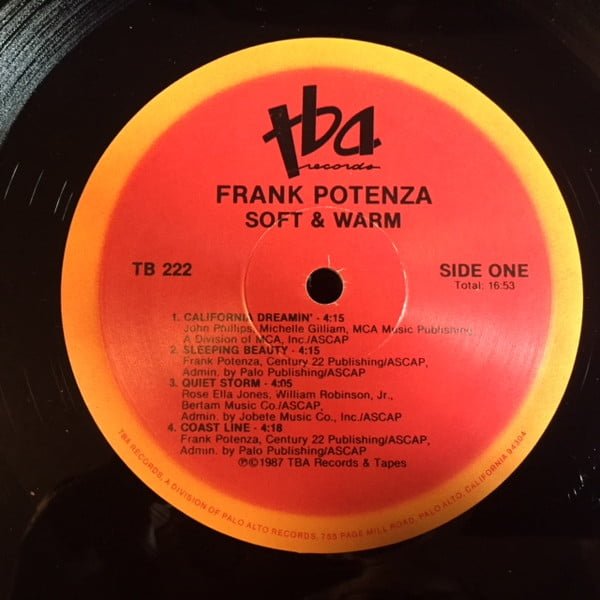 tba
records
FRANK POTENZA
SOFT & WARM
TB 222
SIDE ONE
Total: 16:53
1. CALIFORNIA DREAMIN' - 4:15
John Phillips, Michelle Gilliam, MCA Music Publishing,
A Division of MCA, Inc./ASCAP
2. SLEEPING BEAUTY - 4:15
Frank Potenza, Century 22 Publishing/ASCAP,
Admin. by Palo Publishing/ASCAP
3. QUIET STORM - 4:05
Rose Ella Jones, William Robinson, Jr.,
Bertam Music Co./ASCAP,
Admin. by Jobete Music Co., Inc./ASCAP
4. COAST LINE - 4:18
Frank Potenza, Century 22 Publishing/ASCAP,
Admin. by Palo Publishing/ASCAP
℗©1987 TBA Records & Tapes
TBA RECORDS, A DIVISION OF PALO ALTO RECORDS, 755 PAGE MILL ROAD, PALO ALTO, CALIFORNIA 94304